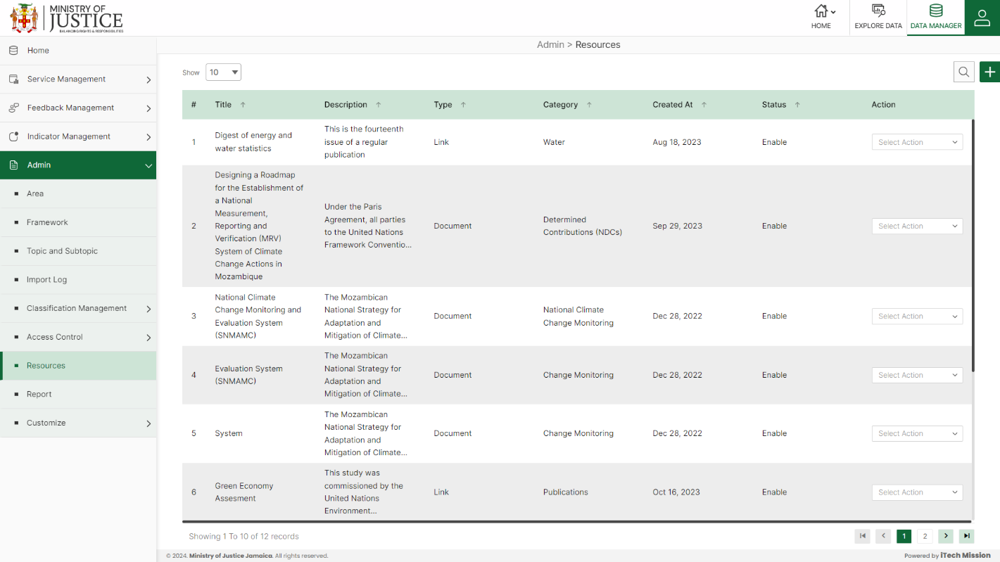 MINISTRY OF
JUSTICE
BALANCING RIGHTS & RESPONSIBILITIES
HOME
EXPLORE DATA
DATA MANAGER
Home
Service Management
Feedback Management
Indicator Management
Admin
Area
Framework
Topic and Subtopic
Import Log
Classification Management
Access Control
Resources
Report
Customize
Admin > Resources
Show 10
# Title Description Type Category Created At Status Action
1
Digest of energy and
water statistics
This is the fourteenth
issue of a regular
publication
Link
Water
Aug 18, 2023
Enable
Select Action
2
Designing a Roadmap
for the Establishment of
a National
Measurement,
Reporting and
Verification (MRV)
System of Climate
Change Actions in
Mozambique
Under the Paris
Agreement, all parties
to the United Nations
Framework Conventio...
Document
Determined
Contributions (NDCs)
Sep 29, 2023
Enable
Select Action
3
National Climate
Change Monitoring and
Evaluation System
(SNMAMC)
The Mozambican
National Strategy for
Adaptation and
Mitigation of Climate...
Document
National Climate
Change Monitoring
Dec 28, 2022
Enable
Select Action
4
Evaluation System
(SNMAMC)
The Mozambican
National Strategy for
Adaptation and
Mitigation of Climate...
Document
Change Monitoring
Dec 28, 2022
Enable
Select Action
5
System
The Mozambican
National Strategy for
Adaptation and
Mitigation of Climate...
Document
Change Monitoring
Dec 28, 2022
Enable
Select Action
6
Green Economy
Assesment
This study was
commissioned by the
United Nations
Environment...
Link
Publications
Oct 16, 2023
Enable
Select Action
Showing 1 To 10 of 12 records
1 2
© 2024. Ministry of Justice Jamaica. All rights reserved.
Powered by iTech Mission